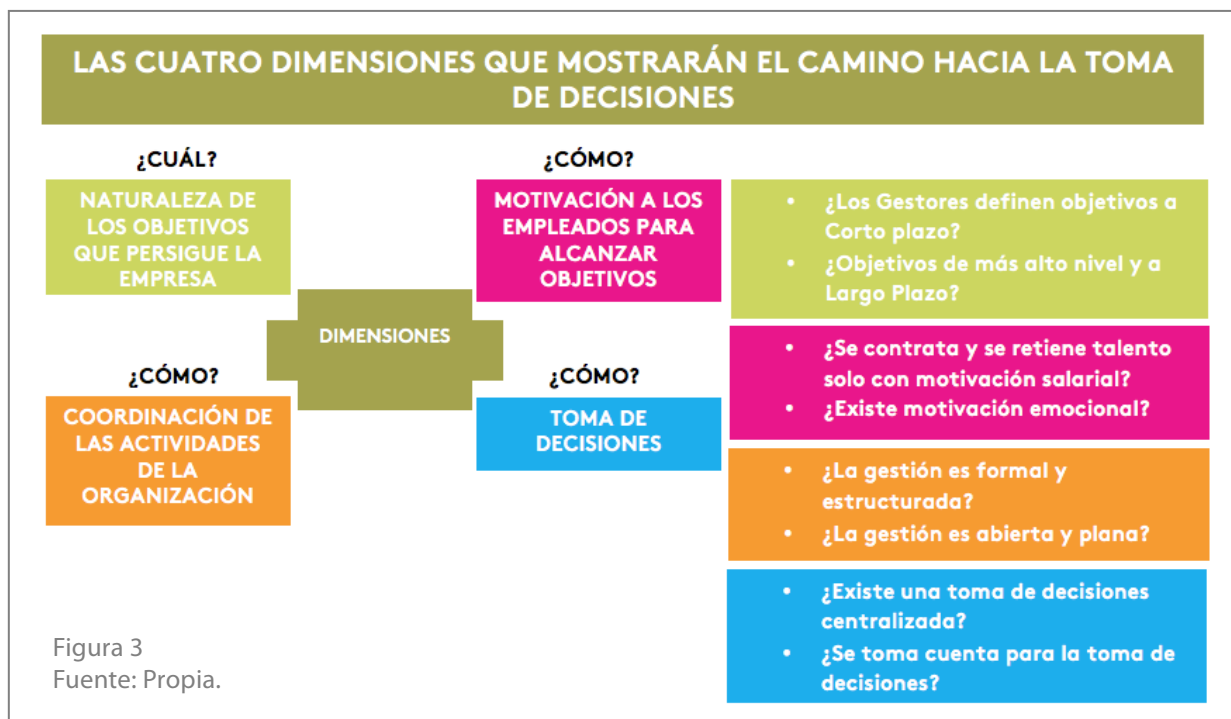 LAS CUATRO DIMENSIONES QUE MOSTRARÁN EL CAMINO HACIA LA TOMA
DE DECISIONES
¿CUÁL?
NATURALEZA DE
LOS OBJETIVOS
QUE PERSIGUE LA
EMPRESA
¿CÓMO?
MOTIVACIÓN A LOS
EMPLEADOS PARA
ALCANZAR
OBJETIVOS
DIMENSIONES
¿CÓMO?
COORDINACIÓN DE
LAS ACTIVIDADES
DE LA
ORGANIZACIÓN
¿CÓMO?
TOMA DE
DECISIONES
• ¿Los Gestores definen objetivos a
Corto plazo?
• ¿Objetivos de más alto nivel y a
Largo Plazo?
• ¿Se contrata y se retiene talento
solo con motivación salarial?
• ¿Existe motivación emocional?
• ¿La gestión es formal y
estructurada?
• ¿La gestión es abierta y plana?
• ¿Existe una toma de decisiones
centralizada?
• ¿Se toma cuenta para la toma de
decisiones?
Figura 3
Fuente: Propia.